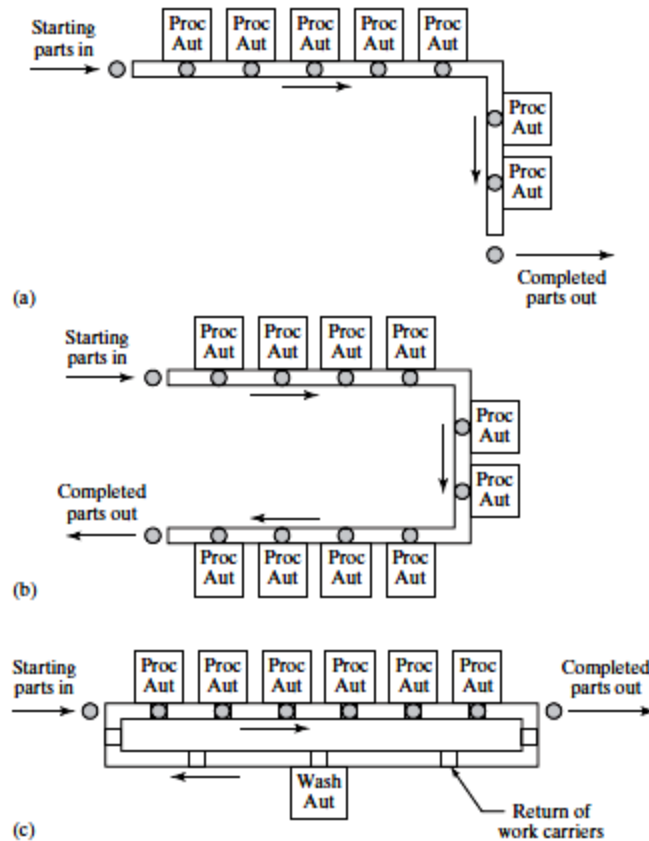 Starting
parts in
Proc
Aut
Proc
Aut
Proc
Aut
Proc
Aut
Proc
Aut
Proc
Aut
Proc
Aut
Completed
parts out
(a)
Starting
parts in
Proc
Aut
Proc
Aut
Proc
Aut
Proc
Aut
Proc
Aut
Proc
Aut
Completed
parts out
Proc
Aut
Proc
Aut
Proc
Aut
Proc
Aut
(b)
Starting
parts in
Proc
Aut
Proc
Aut
Proc
Aut
Proc
Aut
Proc
Aut
Proc
Aut
Completed
parts out
Wash
Aut
Return of
work carriers
(c)